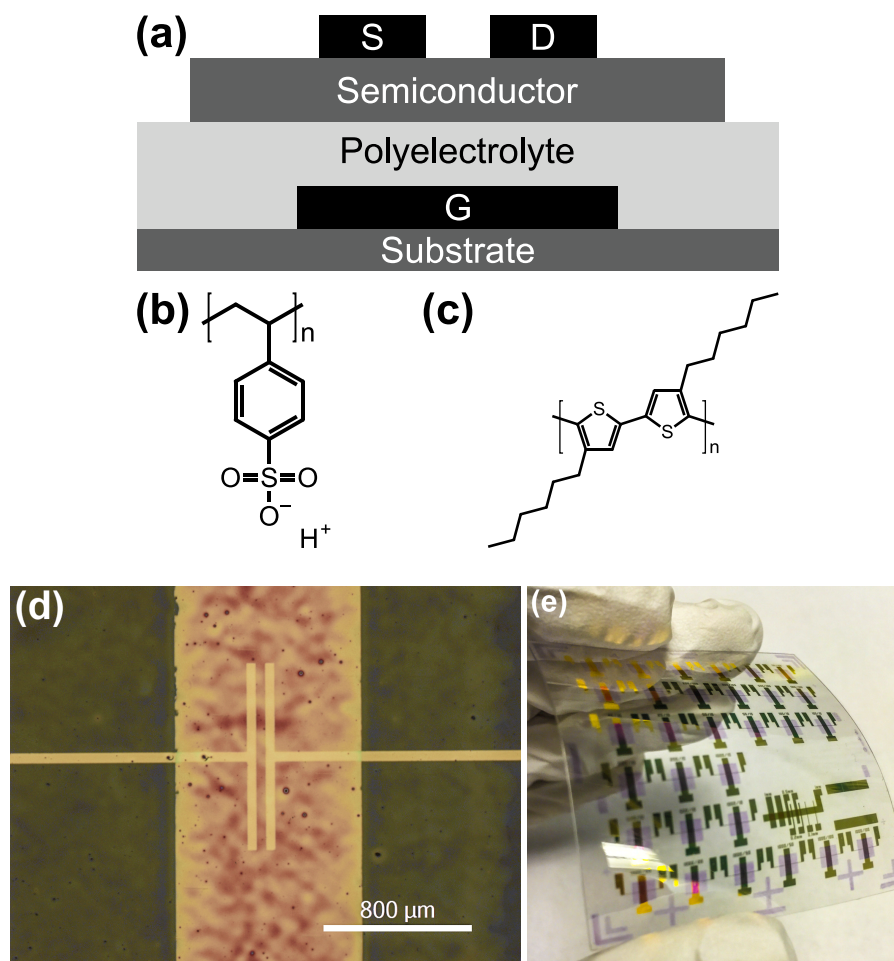 (a)
S D
Semiconductor
Polyelectrolyte
G
Substrate
(b)
n
O=S=O
O−
H+
(c)
S
S
n
(d)
800 µm
(e)